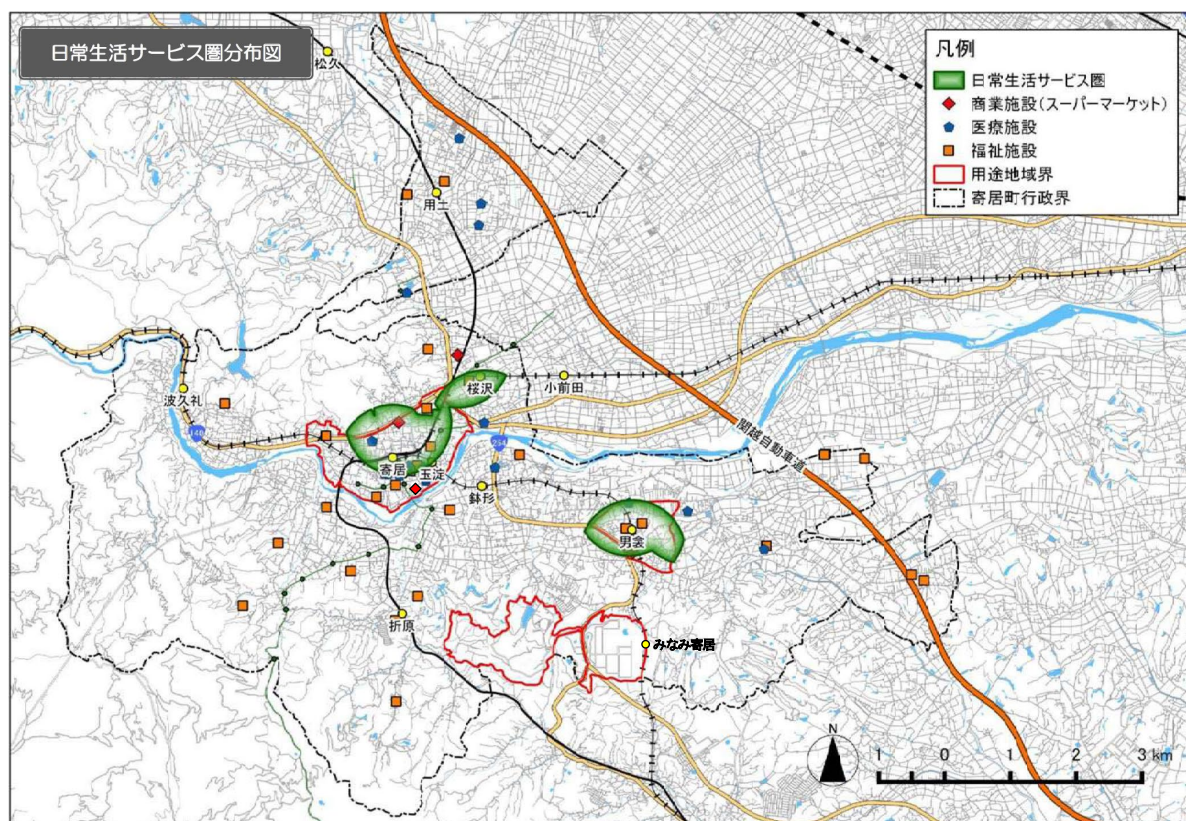 日常生活サービス圏分布図
凡例
日常生活サービス圏
商業施設(スーパーマーケット)
医療施設
福祉施設
用途地域界
寄居町行政界
松久
用土
桜沢
小前田
波久礼
140
254
関越自動車道
寄居
玉淀
鉢形
男衾
折原
みなみ寄居
N
1 0 1 2 3 km